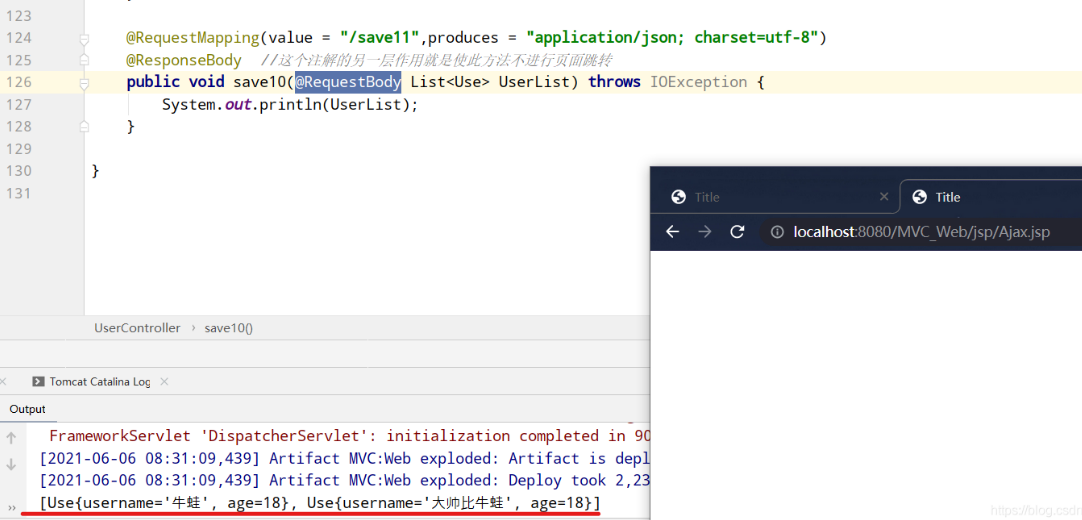 123
124 @RequestMapping(value = "/save11",produces = "application/json; charset=utf-8")
125 @ResponseBody //这个注解的另一层作用就是使此方法不进行页面跳转
126 public void save10(@RequestBody List<Use> UserList) throws IOException {
127 System.out.println(UserList);
128 }
129
130 }
131
Title
Title
localhost:8080/MVC_Web/jsp/Ajax.jsp
UserController › save10()
Tomcat Catalina Log
Output
FrameworkServlet 'DispatcherServlet': initialization completed in 90
[2021-06-06 08:31:09,439] Artifact MVC:Web exploded: Artifact is depl
[2021-06-06 08:31:09,439] Artifact MVC:Web exploded: Deploy took 2,23
[Use{username='牛蛙', age=18}, Use{username='大帅比牛蛙', age=18}]
https://blog.csdn